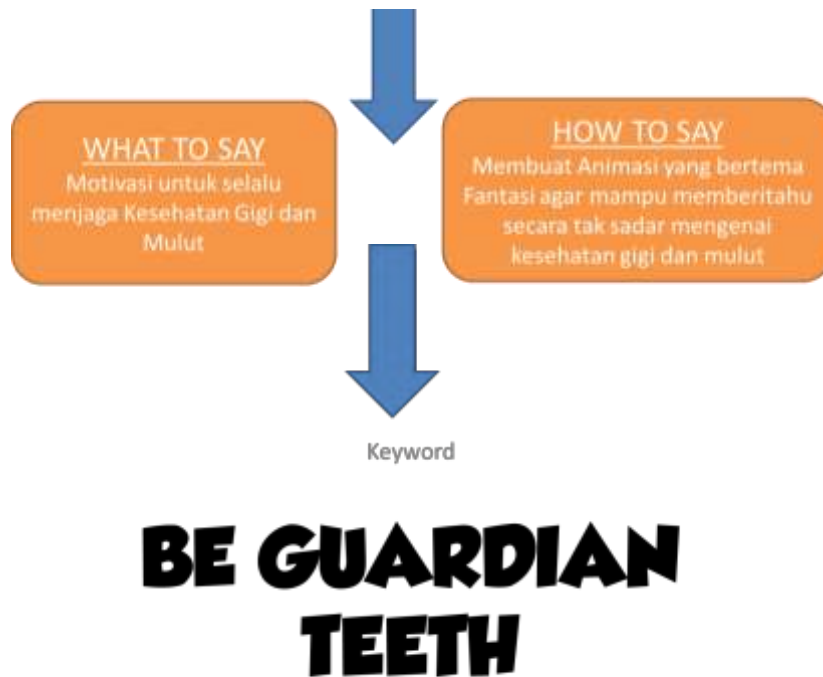 WHAT TO SAY
Motivasi untuk selalu
menjaga Kesehatan Gigi dan
Mulut
HOW TO SAY
Membuat Animasi yang bertema
Fantasi agar mampu memberitahu
secara tak sadar mengenai
kesehatan gigi dan mulut
Keyword
BE GUARDIAN
TEETH